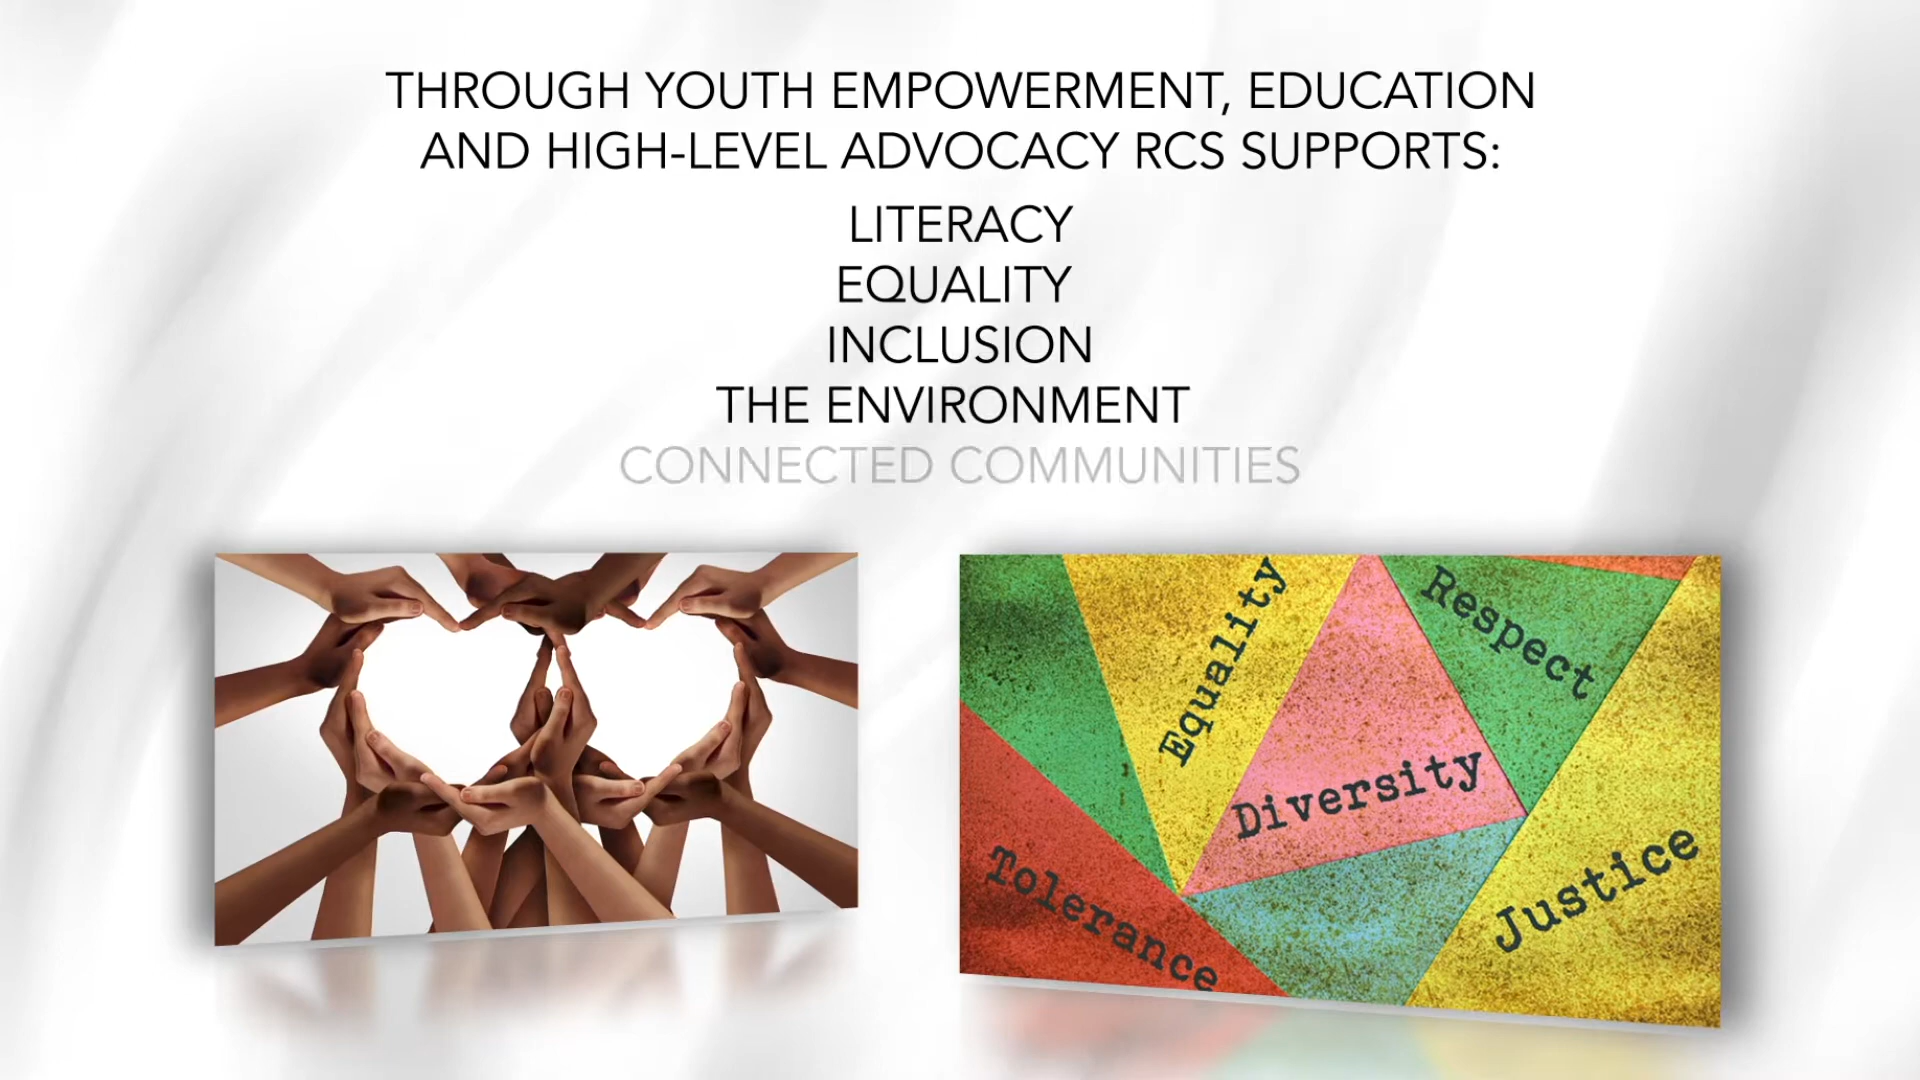 THROUGH YOUTH EMPOWERMENT, EDUCATION
AND HIGH-LEVEL ADVOCACY RCS SUPPORTS:
LITERACY
EQUALITY
INCLUSION
THE ENVIRONMENT
CONNECTED COMMUNITIES
Equality
Respect
Diversity
Tolerance
Justice